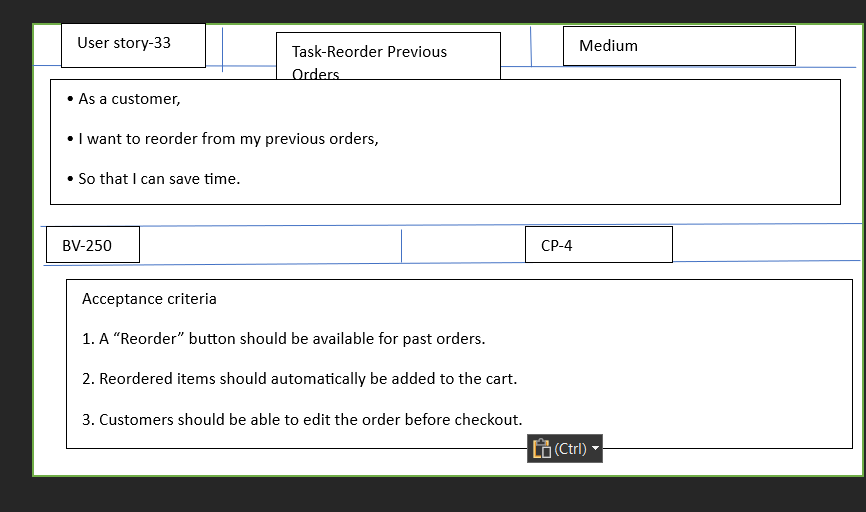 User story-33
Task-Reorder Previous
Orders
Medium
• As a customer,
• I want to reorder from my previous orders,
• So that I can save time.
BV-250
CP-4
Acceptance criteria
1. A “Reorder” button should be available for past orders.
2. Reordered items should automatically be added to the cart.
3. Customers should be able to edit the order before checkout.
(Ctrl)